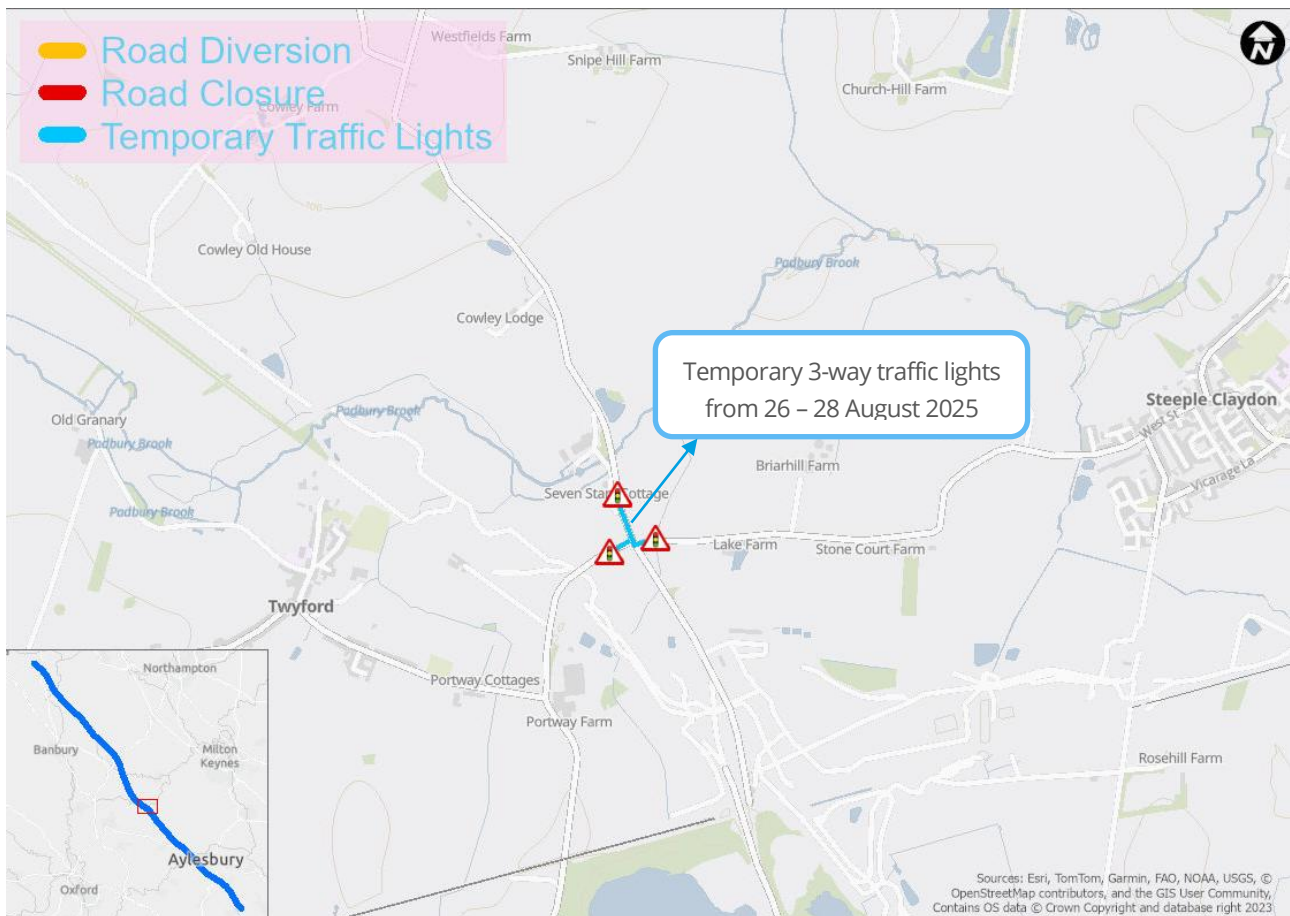 Road Diversion
Road Closure
Temporary Traffic Lights
Westfields Farm
Snipe Hill Farm
Church-Hill Farm
N
Cowley Farm
300
300
Cowley Old House
Padbury Brook
Cowley Lodge
Temporary 3-way traffic lights
from 26 – 28 August 2025
Steeple Claydon
West St
Vicarage La
Old Granary
Padbury Brook
Padbury Brook
Padbury Brook
Briarhill Farm
Seven Stars Cottage
Lake Farm
Stone Court Farm
Twyford
Portway Cottages
Portway Farm
Rosehill Farm
Northampton
Banbury
Milton
Keynes
Aylesbury
Oxford
Sources: Esri, TomTom, Garmin, FAO, NOAA, USGS, ©
OpenStreetMap contributors, and the GIS User Community,
Contains OS data © Crown Copyright and database right 2023